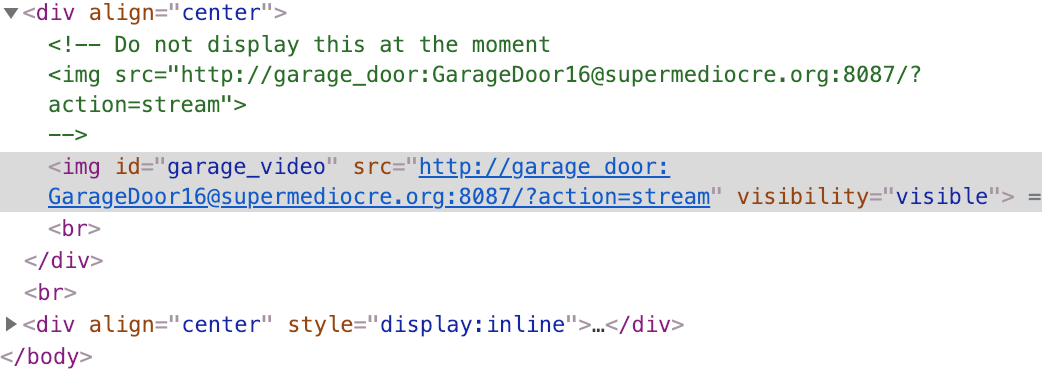 ▼<div align="center">
<!-- Do not display this at the moment
<img src="http://garage_door:GarageDoor16@supermediocre.org:8087/?
action=stream">
-->
<img id="garage_video" src="http://garage_door:
GarageDoor16@supermediocre.org:8087/?action=stream" visibility="visible"> =
<br>
</div>
<br>
▶<div align="center" style="display:inline">…</div>
</body>